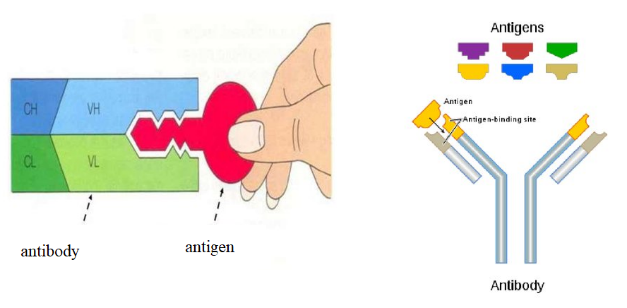 CH
VH
CL
VL
antibody
antigen
Antigens
Antigen
Antigen-binding site
Antibody